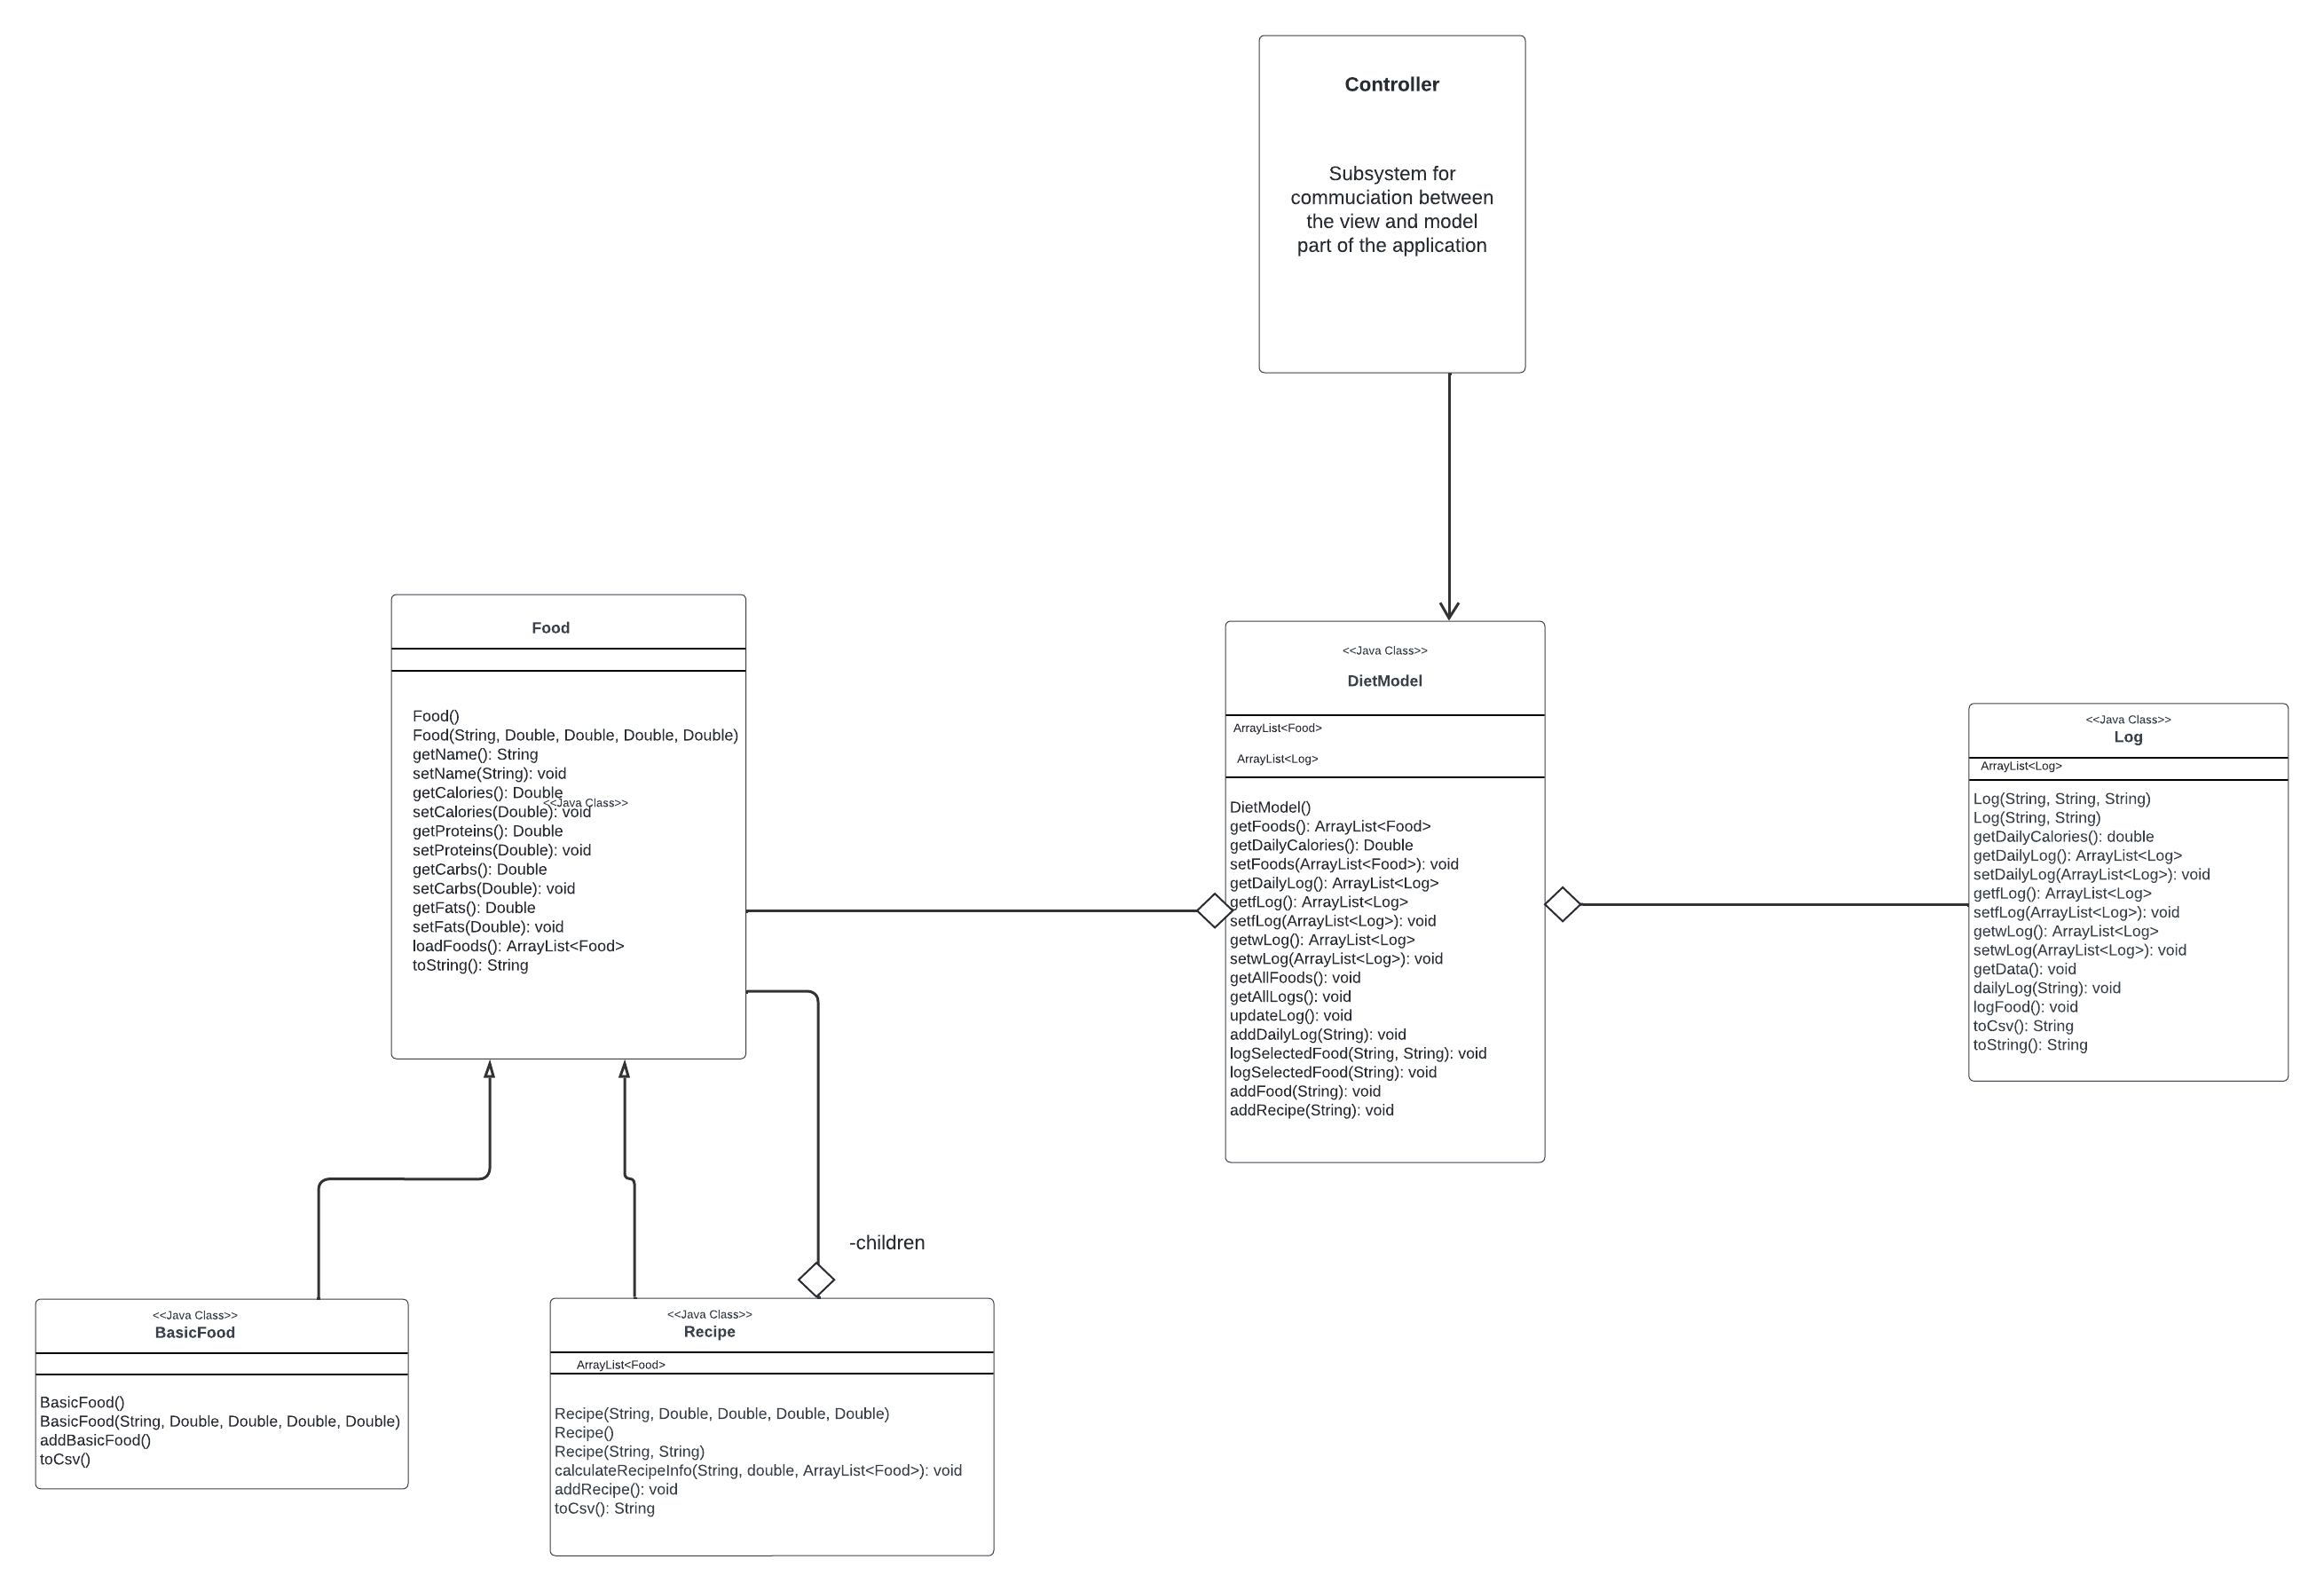 Controller
Subsystem for
commuciation between
the view and model
part of the application
Food
Food()
Food(String, Double, Double, Double, Double)
getName(): String
setName(String): void
getCalories(): Double
<<Java Class>>
setCalories(Double): void
getProteins(): Double
setProteins(Double): void
getCarbs(): Double
setCarbs(Double): void
getFats(): Double
setFats(Double): void
loadFoods(): ArrayList<Food>
toString(): String
<<Java Class>>
DietModel
ArrayList<Food>
ArrayList<Log>
DietModel()
getFoods(): ArrayList<Food>
getDailyCalories(): Double
setFoods(ArrayList<Food>): void
getDailyLog(): ArrayList<Log>
getfLog(): ArrayList<Log>
setfLog(ArrayList<Log>): void
getwLog(): ArrayList<Log>
setwLog(ArrayList<Log>): void
getAllFoods(): void
getAllLogs(): void
updateLog(): void
addDailyLog(String): void
logSelectedFood(String, String): void
logSelectedFood(String): void
addFood(String): void
addRecipe(String): void
<<Java Class>>
Log
ArrayList<Log>
Log(String, String, String)
Log(String, String)
getDailyCalories(): double
getDailyLog(): ArrayList<Log>
setDailyLog(ArrayList<Log>): void
getfLog(): ArrayList<Log>
setfLog(ArrayList<Log>): void
getwLog(): ArrayList<Log>
setwLog(ArrayList<Log>): void
getData(): void
dailyLog(String): void
logFood(): void
toCsv(): String
toString(): String
-children
<<Java Class>>
BasicFood
BasicFood()
BasicFood(String, Double, Double, Double, Double)
addBasicFood()
toCsv()
<<Java Class>>
Recipe
ArrayList<Food>
Recipe(String, Double, Double, Double, Double)
Recipe()
Recipe(String, String)
calculateRecipeInfo(String, double, ArrayList<Food>): void
addRecipe(): void
toCsv(): String